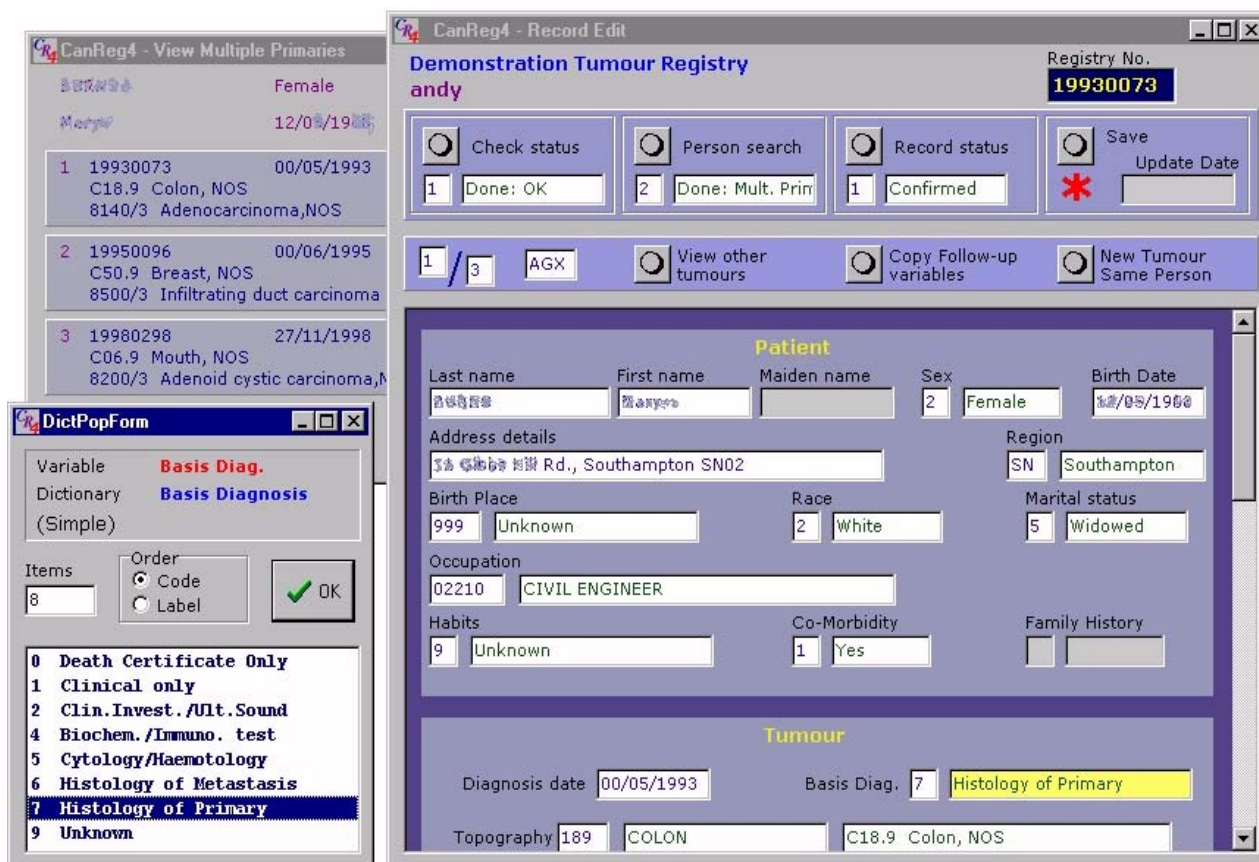 CR4 CanReg4 - View Multiple Primaries
Female
12/0
/19
1 19930073 00/05/1993
C18.9 Colon, NOS
8140/3 Adenocarcinoma,NOS
2 19950096 00/06/1995
C50.9 Breast, NOS
8500/3 Infiltrating duct carcinoma
3 19980298 27/11/1998
C06.9 Mouth, NOS
8200/3 Adenoid cystic carcinoma,N
CR4 DictPopForm
Variable Basis Diag.
Dictionary Basis Diagnosis
(Simple)
Items
8
Order
Code
Label
OK
0 Death Certificate Only
1 Clinical only
2 Clin.Invest./Ult.Sound
4 Biochem./Immuno. test
5 Cytology/Haemotology
6 Histology of Metastasis
7 Histology of Primary
9 Unknown
CR4 CanReg4 - Record Edit
Demonstration Tumour Registry
andy
Registry No.
19930073
Check status
1 Done: OK
Person search
2 Done: Mult. Prim
Record status
1 Confirmed
Save
Update Date
*
1 / 3 AGX
View other
tumours
Copy Follow-up
variables
New Tumour
Same Person
Patient
Last name First name Maiden name Sex Birth Date
2 Female
Address details Region
Rd., Southampton SN02 SN Southampton
Birth Place Race Marital status
999 Unknown 2 White 5 Widowed
Occupation
02210 CIVIL ENGINEER
Habits Co-Morbidity Family History
9 Unknown 1 Yes
Tumour
Diagnosis date 00/05/1993 Basis Diag. 7 Histology of Primary
Topography 189 COLON C18.9 Colon, NOS